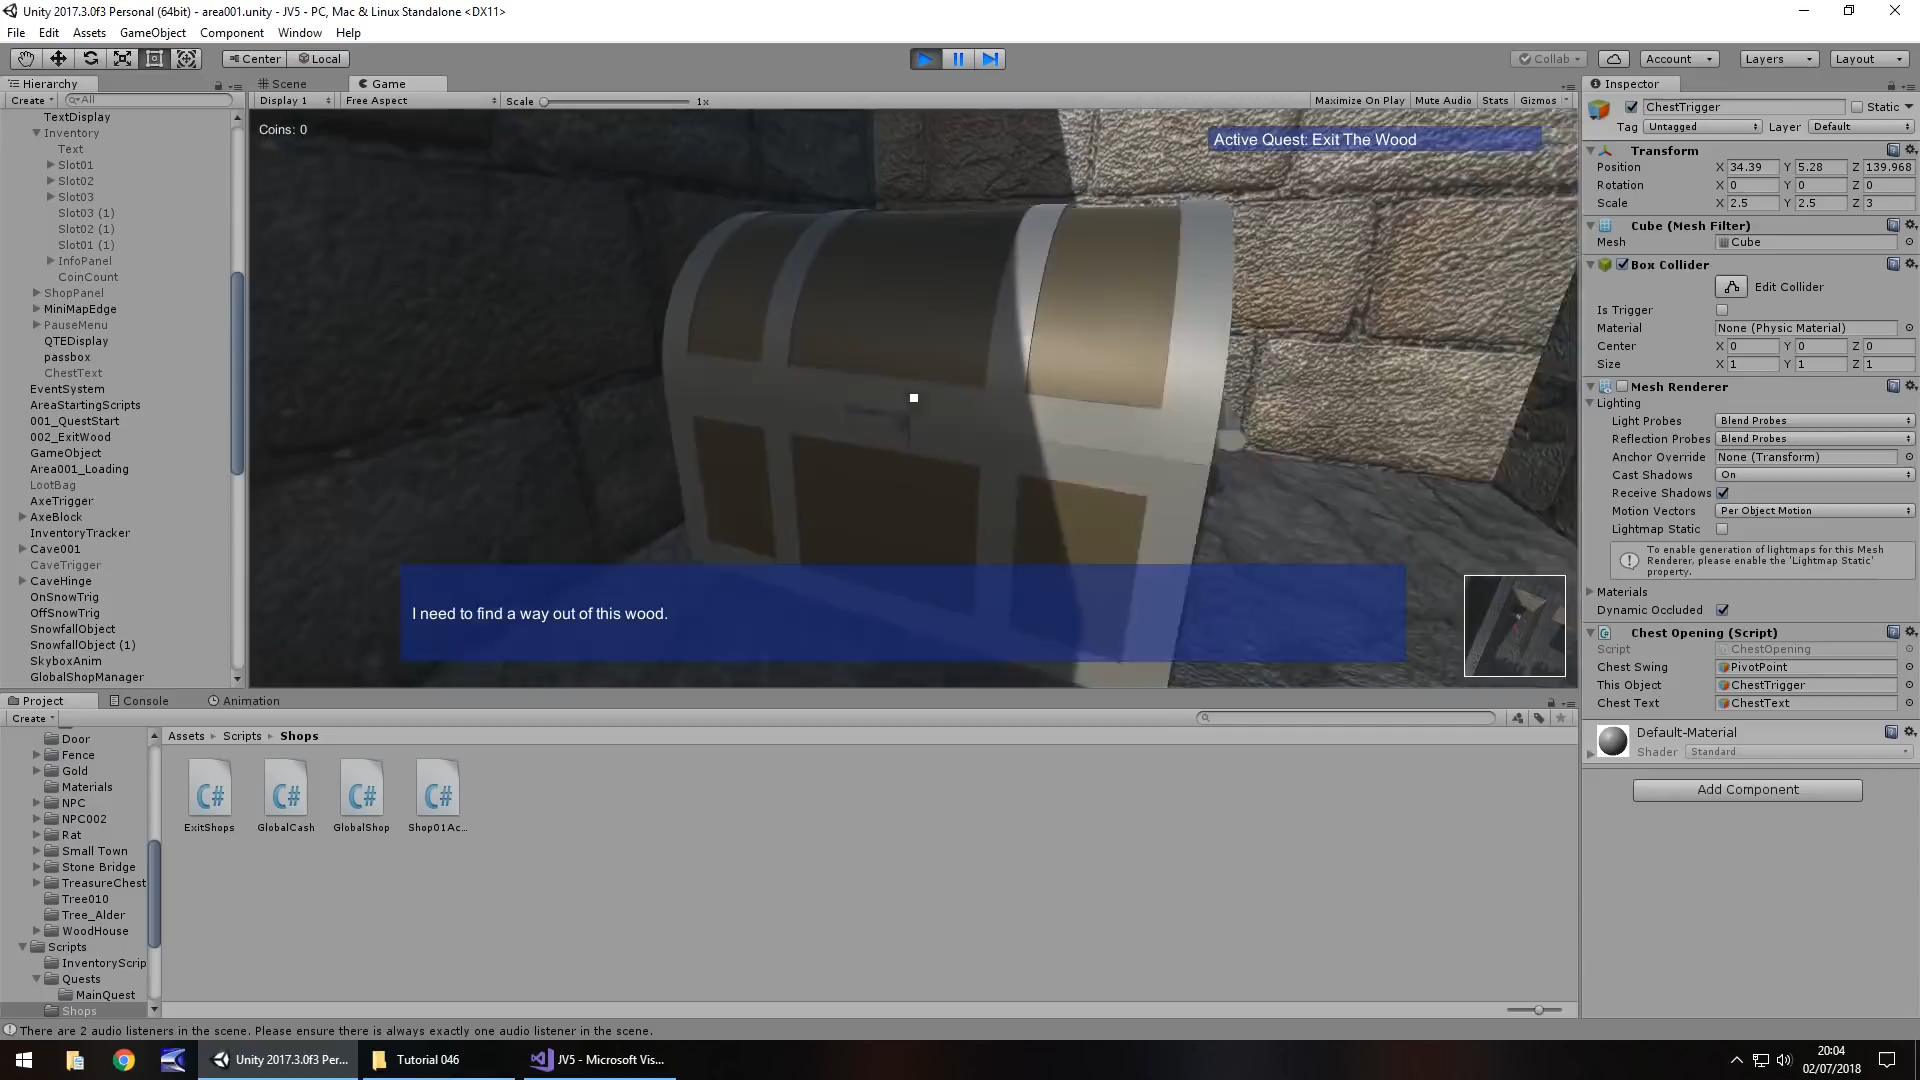 Unity 2017.3.0f3 Personal (64bit) - area001.unity - JV5 - PC, Mac & Linux Standalone <DX11>
File Edit Assets GameObject Component Window Help
Center Local Collab Account Layers Layout
Hierarchy Scene Game Inspector
Create All Display 1 Free Aspect Scale 1x Maximize On Play Mute Audio Stats Gizmos
TextDisplay
Inventory
Text
Slot01
Slot02
Slot03
Slot03 (1)
Slot02 (1)
Slot01 (1)
InfoPanel
CoinCount
ShopPanel
MiniMapEdge
PauseMenu
QTEDisplay
passbox
ChestText
EventSystem
AreaStartingScripts
001_QuestStart
002_ExitWood
GameObject
Area001_Loading
LootBag
AxeTrigger
AxeBlock
InventoryTracker
Cave001
CaveTrigger
CaveHinge
OnSnowTrig
OffSnowTrig
SnowfallObject
SnowfallObject (1)
SkyboxAnim
GlobalShopManager
Coins: 0
Active Quest: Exit The Wood
I need to find a way out of this wood.
ChestTrigger Static
Tag Untagged Layer Default
Transform
Position X 34.39 Y 5.28 Z 139.968
Rotation X 0 Y 0 Z 0
Scale X 2.5 Y 2.5 Z 3
Cube (Mesh Filter)
Mesh Cube
Box Collider
Edit Collider
Is Trigger
Material None (Physic Material)
Center X 0 Y 0 Z 0
Size X 1 Y 1 Z 1
Mesh Renderer
Lighting
Light Probes Blend Probes
Reflection Probes Blend Probes
Anchor Override None (Transform)
Cast Shadows On
Receive Shadows
Motion Vectors Per Object Motion
Lightmap Static
To enable generation of lightmaps for this Mesh
Renderer, please enable the 'Lightmap Static'
property.
Materials
Dynamic Occluded
Chest Opening (Script)
Script ChestOpening
Chest Swing PivotPoint
This Object ChestTrigger
Chest Text ChestText
Default-Material
Shader Standard
Add Component
Project Console Animation
Create
Door
Fence
Gold
Materials
NPC
NPC002
Rat
Small Town
Stone Bridge
TreasureChest
Tree010
Tree_Alder
WoodHouse
Scripts
InventoryScrip
Quests
MainQuest
Shops
Assets Scripts Shops
C# C# C# C#
ExitShops GlobalCash GlobalShop Shop01Ac...
There are 2 audio listeners in the scene. Please ensure there is always exactly one audio listener in the scene.
Unity 2017.3.0f3 Per... Tutorial 046 JV5 - Microsoft Vis...
20:04
02/07/2018